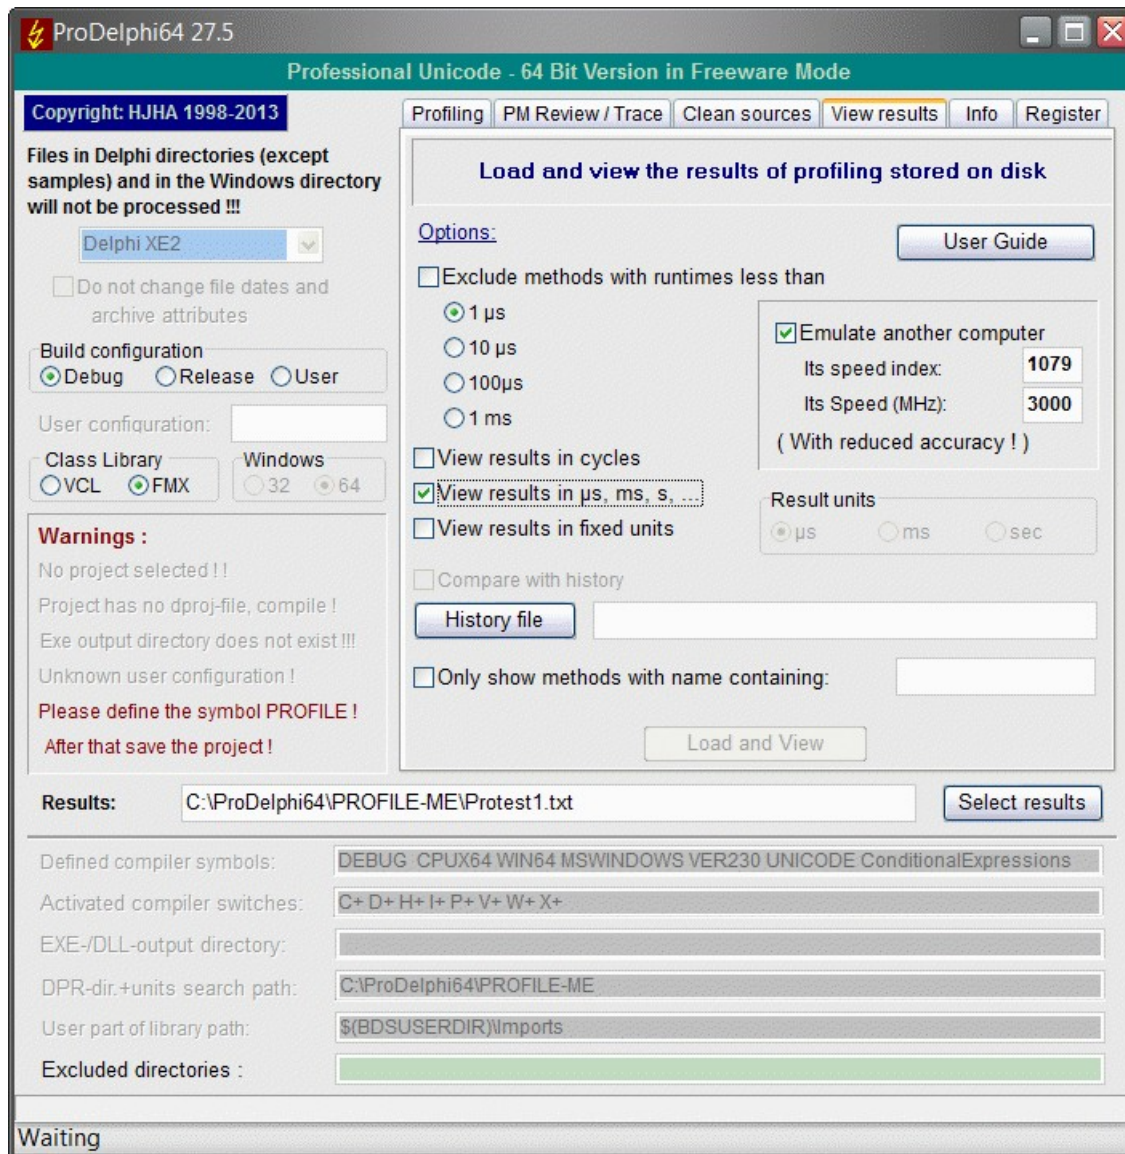 ProDelphi64 27.5
Professional Unicode - 64 Bit Version in Freeware Mode
Copyright: HJHA 1998-2013
Files in Delphi directories (except
samples) and in the Windows directory
will not be processed !!!
Delphi XE2
Do not change file dates and
archive attributes
Build configuration
Debug Release User
User configuration:
Class Library
VCL FMX
Windows
32 64
Warnings :
No project selected ! !
Project has no dproj-file, compile !
Exe output directory does not exist !!!
Unknown user configuration !
Please define the symbol PROFILE !
After that save the project !
Profiling PM Review / Trace Clean sources View results Info Register
Load and view the results of profiling stored on disk
Options:
User Guide
Exclude methods with runtimes less than
1 µs
10 µs
100µs
1 ms
Emulate another computer
Its speed index: 1079
Its Speed (MHz): 3000
( With reduced accuracy ! )
View results in cycles
View results in µs, ms, s, ...
View results in fixed units
Result units
µs ms sec
Compare with history
History file
Only show methods with name containing:
Load and View
Results: C:\ProDelphi64\PROFILE-ME\Protest1.txt Select results
Defined compiler symbols: DEBUG CPUX64 WIN64 MSWINDOWS VER230 UNICODE ConditionalExpressions
Activated compiler switches: C+ D+ H+ I+ P+ V+ W+ X+
EXE-/DLL-output directory:
DPR-dir.+units search path: C:\ProDelphi64\PROFILE-ME
User part of library path: $(BDSUSERDIR)\Imports
Excluded directories :
Waiting